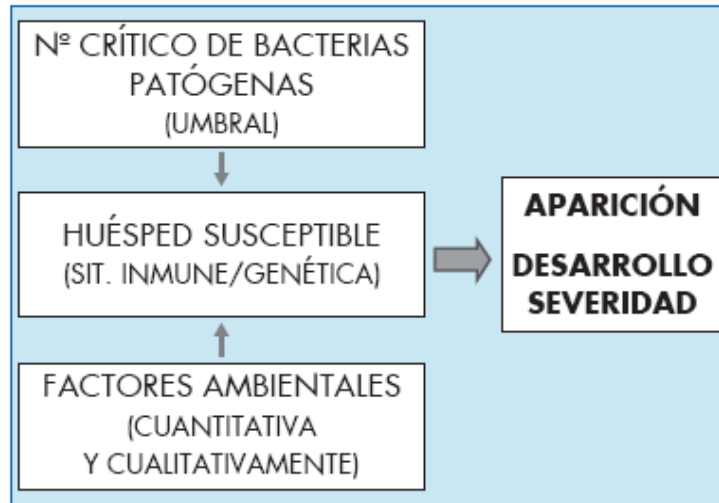 Nº CRÍTICO DE BACTERIAS
PATÓGENAS
(UMBRAL)
HUÉSPED SUSCEPTIBLE
(SIT. INMUNE/GENÉTICA)
FACTORES AMBIENTALES
(CUANTITATIVA
Y CUALITATIVAMENTE)
APARICIÓN
DESARROLLO
SEVERIDAD